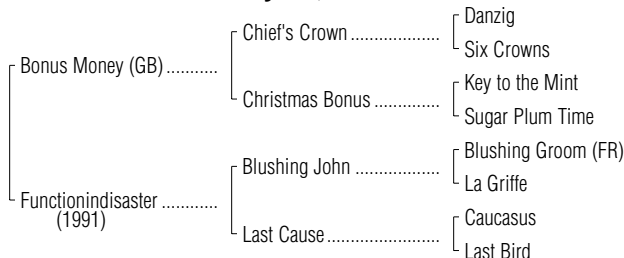 Danzig
Chief's Crown ...................
Six Crowns
Bonus Money (GB) ...........
Key to the Mint
Christmas Bonus ...............
Sugar Plum Time
Blushing Groom (FR)
Blushing John ...................
La Griffe
Functionindisaster ............
(1991)
Caucasus
Last Cause.........................
Last Bird